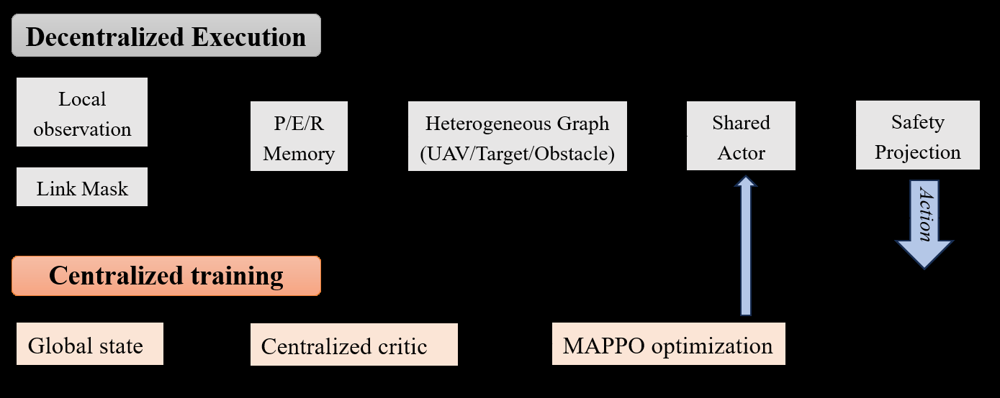 Decentralized Execution
Local
observation
Link Mask
P/E/R
Memory
Heterogeneous Graph
(UAV/Target/Obstacle)
Shared
Actor
Safety
Projection
Action
Centralized training
Global state
Centralized critic
MAPPO optimization